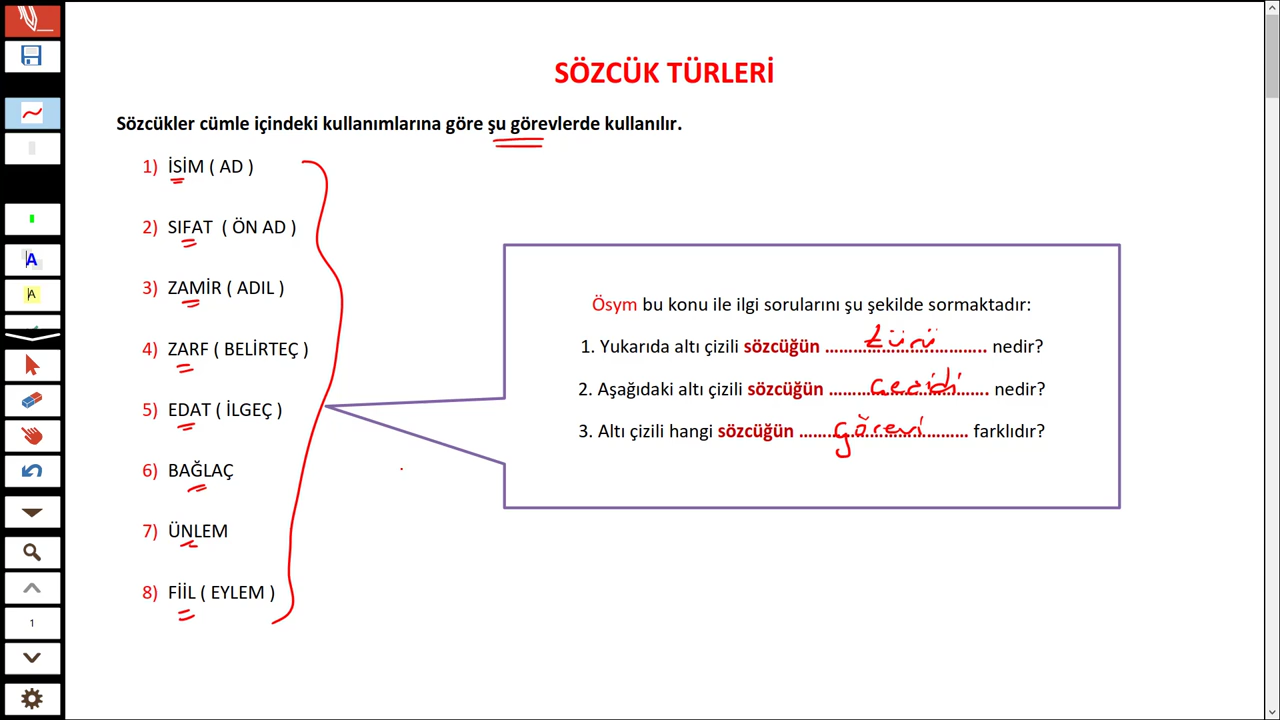 SÖZCÜK TÜRLERİ
Sözcükler cümle içindeki kullanımlarına göre şu görevlerde kullanılır.
1) İSİM ( AD )
2) SIFAT ( ÖN AD )
3) ZAMİR ( ADIL )
4) ZARF ( BELİRTEÇ )
5) EDAT ( İLGEÇ )
6) BAĞLAÇ
7) ÜNLEM
8) FİİL ( EYLEM )
Ösym bu konu ile ilgi sorularını şu şekilde sormaktadır:
1. Yukarıda altı çizili sözcüğün ........türü........ nedir?
2. Aşağıdaki altı çizili sözcüğün ........çeşidi........ nedir?
3. Altı çizili hangi sözcüğün ........görevi........ farklıdır?
A
A
1